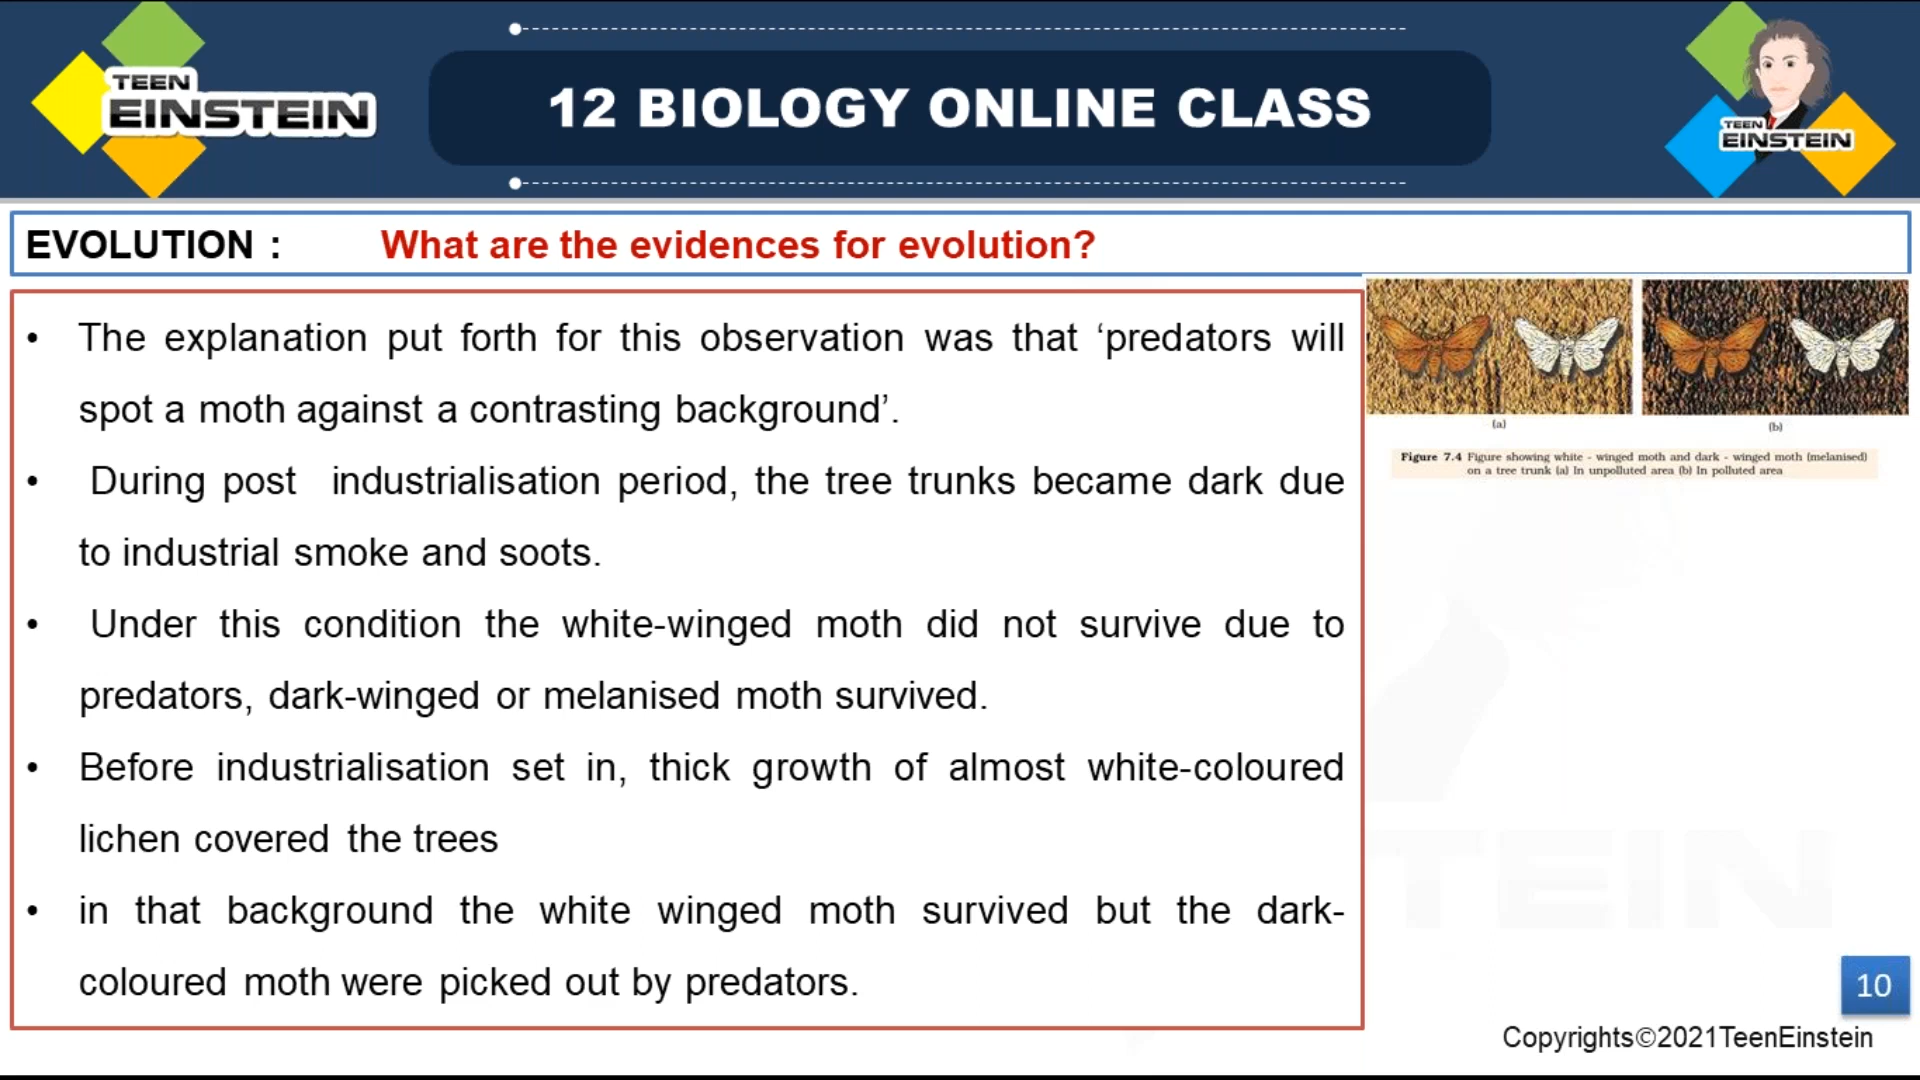 TEEN
EINSTEIN
12 BIOLOGY ONLINE CLASS
TEEN
EINSTEIN
EVOLUTION : What are the evidences for evolution?
• The explanation put forth for this observation was that ‘predators will
spot a moth against a contrasting background’.
• During post industrialisation period, the tree trunks became dark due
to industrial smoke and soots.
• Under this condition the white-winged moth did not survive due to
predators, dark-winged or melanised moth survived.
• Before industrialisation set in, thick growth of almost white-coloured
lichen covered the trees
• in that background the white winged moth survived but the dark-
coloured moth were picked out by predators.
(a)
(b)
Figure 7.4 Figure showing white - winged moth and dark - winged moth (melanised)
on a tree trunk (a) In unpolluted area (b) In polluted area
TEIN
10
Copyrights©2021TeenEinstein